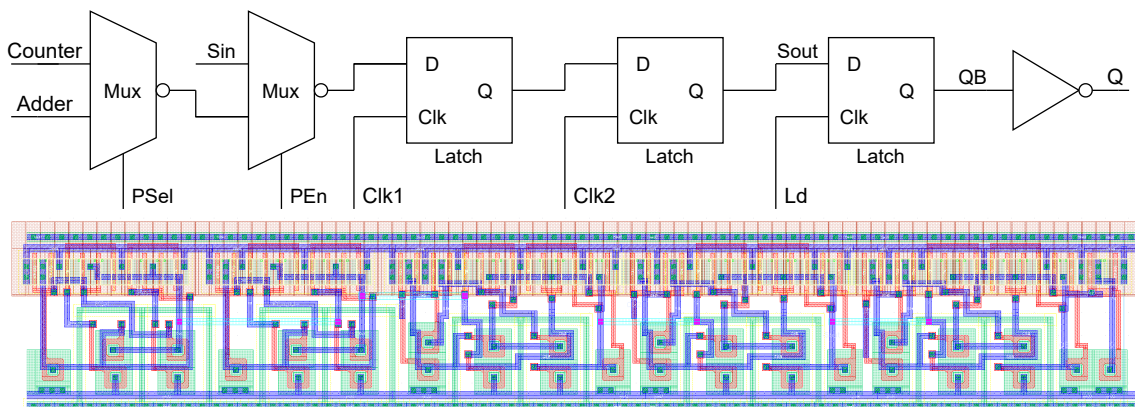 Counter
Adder
Mux
PSel
Sin
Mux
PEn
D
Q
Clk
Latch
Clk1
D
Q
Clk
Latch
Clk2
Sout
D
Q
Clk
Latch
Ld
QB
Q